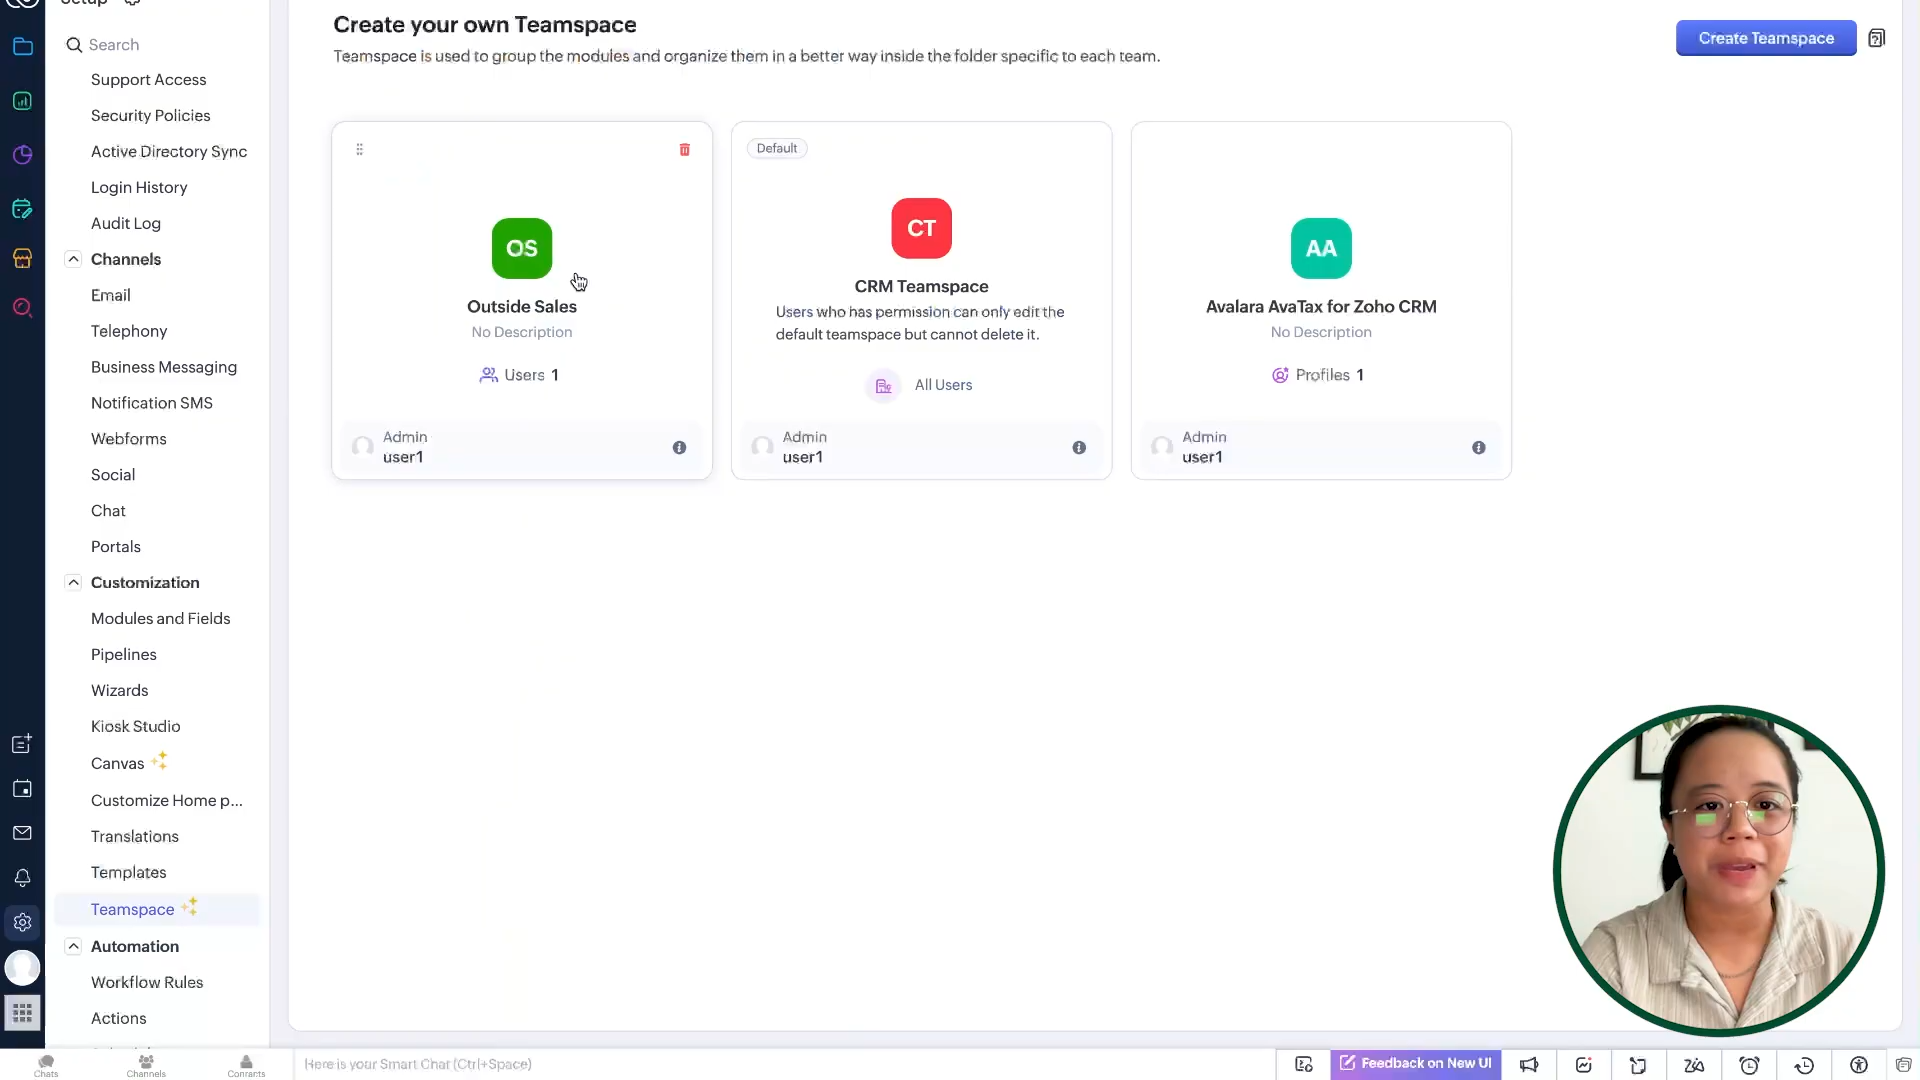 Setup
Search
Support Access
Security Policies
Active Directory Sync
Login History
Audit Log
Channels
Email
Telephony
Business Messaging
Notification SMS
Webforms
Social
Chat
Portals
Customization
Modules and Fields
Pipelines
Wizards
Kiosk Studio
Canvas
Customize Home p...
Translations
Templates
Teamspace
Automation
Workflow Rules
Actions
Create your own Teamspace
Teamspace is used to group the modules and organize them in a better way inside the folder specific to each team.
Create Teamspace
OS
Outside Sales
No Description
Users 1
Admin
user1
Default
CT
CRM Teamspace
Users who has permission can only edit the
default teamspace but cannot delete it.
All Users
Admin
user1
AA
Avalara AvaTax for Zoho CRM
No Description
Profiles 1
Admin
user1
Chats
Channels
Contacts
Here is your Smart Chat (Ctrl+Space)
Feedback on New UI